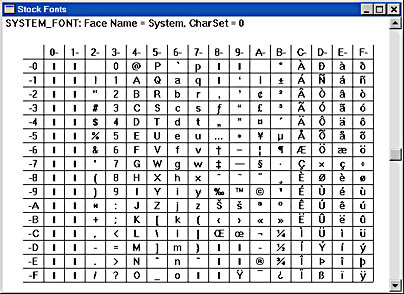 Stock Fonts
SYSTEM_FONT: Face Name = System, CharSet = 0
0- 1- 2- 3- 4- 5- 6- 7- 8- 9- A- B- C- D- E- F-
-0 0 @ P ` p ° À Ð à ð
-1 ! 1 A Q a q ‘ ¡ ± Á Ñ á ñ
-2 " 2 B R b r ‚ ’ ¢ ² Â Ò â ò
-3 # 3 C S c s ƒ “ £ ³ Ã Ó ã ó
-4 $ 4 D T d t „ ” ¤ ´ Ä Ô ä ô
-5 % 5 E U e u … • ¥ µ Å Õ å õ
-6 & 6 F V f v † – ¦ ¶ Æ Ö æ ö
-7 ' 7 G W g w ‡ — § · Ç × ç ÷
-8 ( 8 H X h x ˆ ˜ ¨ ¸ È Ø è ø
-9 ) 9 I Y i y ‰ ™ © ¹ É Ù é ù
-A * : J Z j z Š š ª º Ê Ú ê ú
-B + ; K [ k { ‹ › « » Ë Û ë û
-C , < L \ l | Œ œ ¬ ¼ Ì Ü ì ü
-D - = M ] m } - ½ Í Ý í ý
-E . > N ^ n ~ ® ¾ Î Þ î þ
-F / ? O _ o Ÿ ¯ ¿ Ï ß ï ÿ